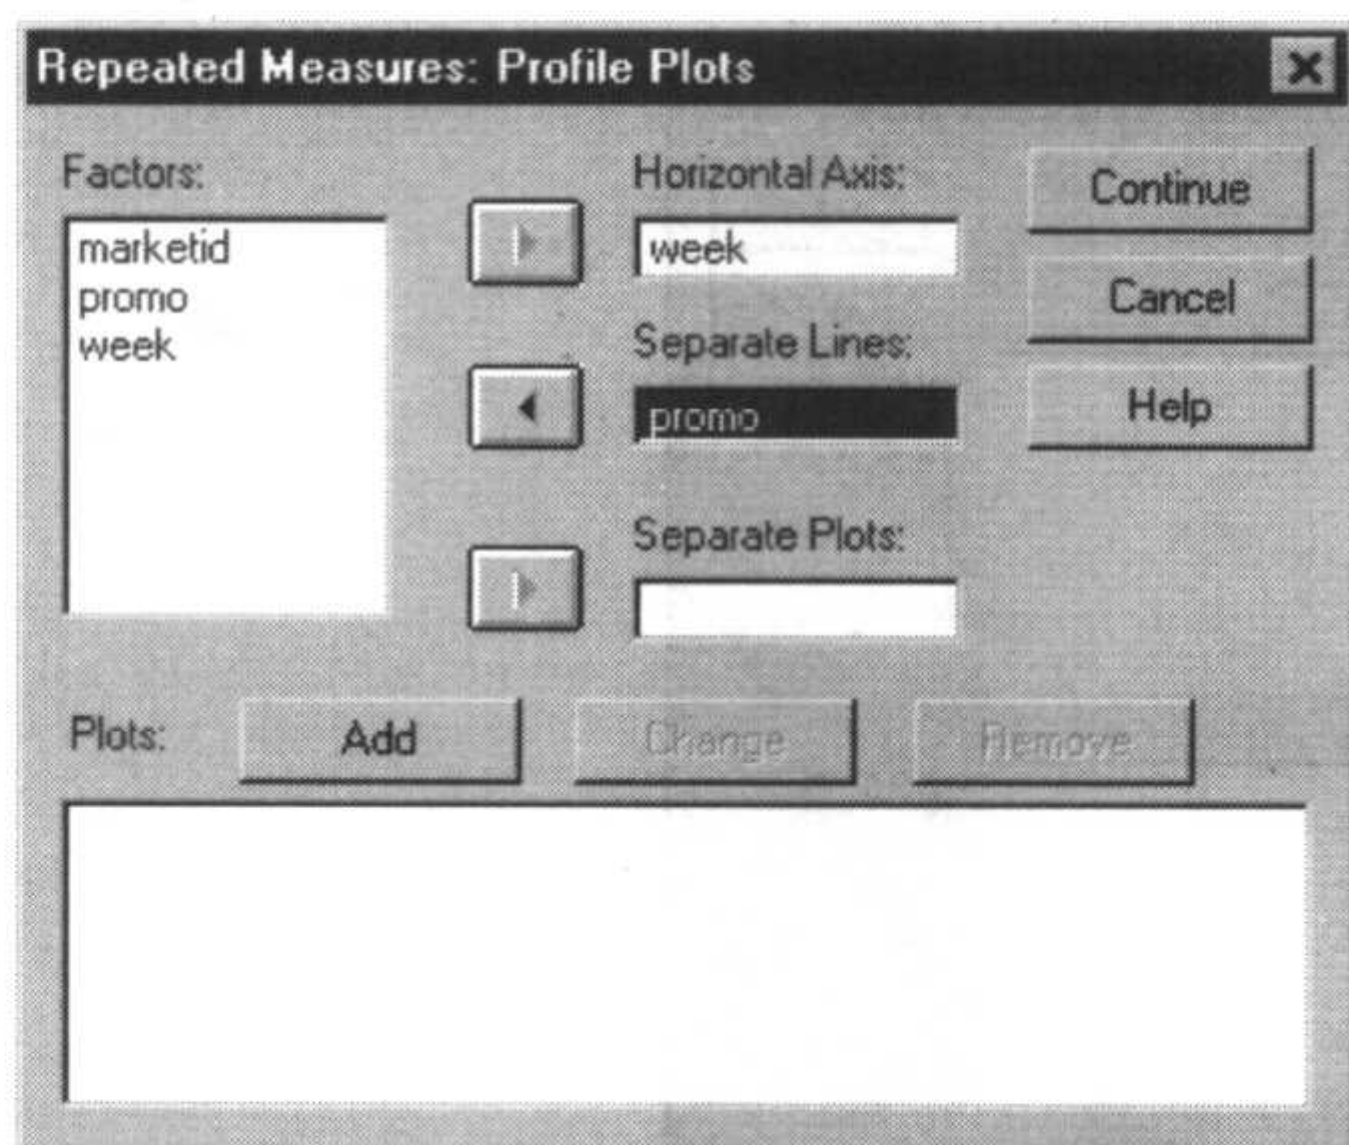 Repeated Measures: Profile Plots
Factors:
marketid
promo
week
Horizontal Axis:
week
Separate Lines:
promo
Separate Plots:
Continue
Cancel
Help
Plots:
Add
Change
Remove